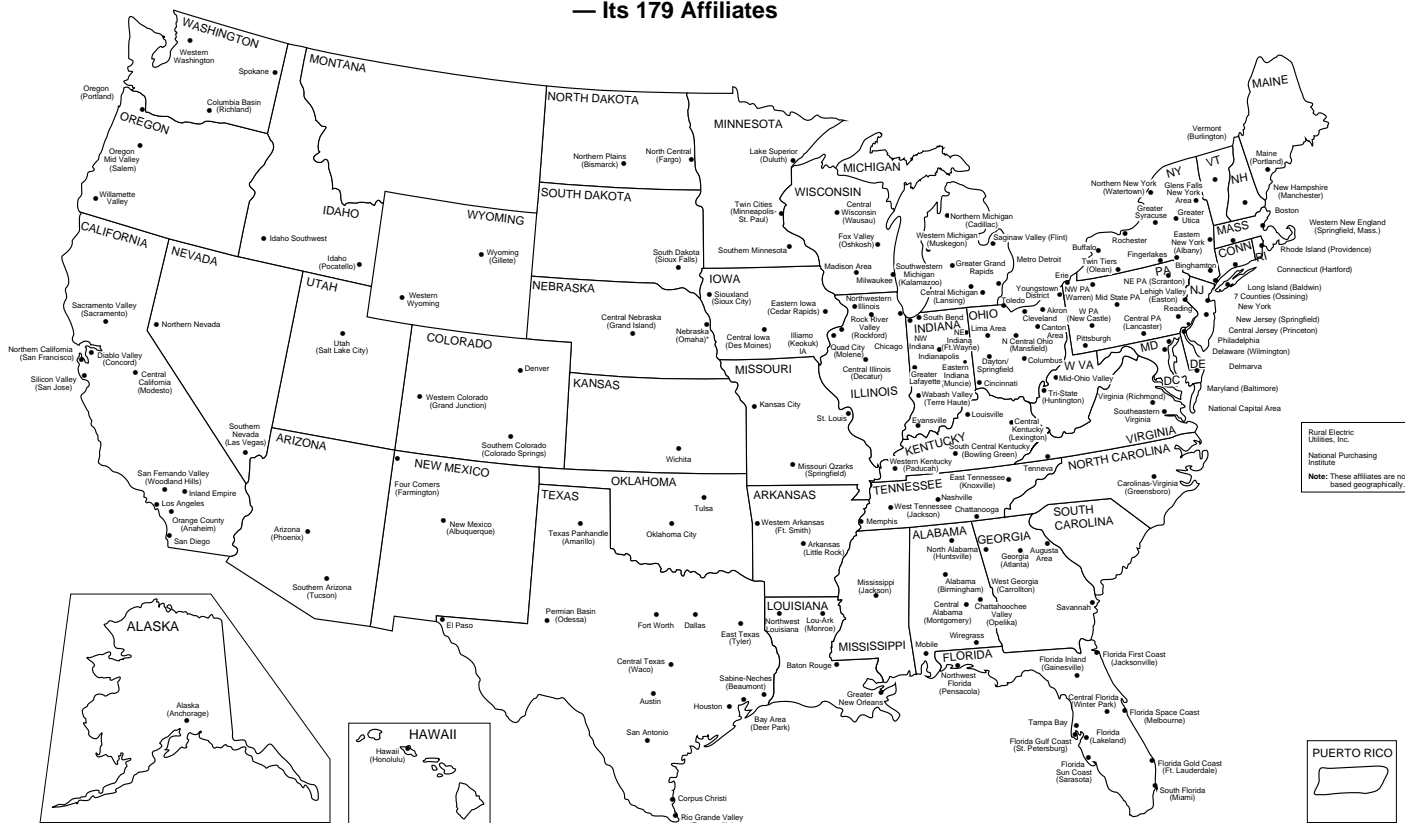 — Its 179 Affiliates
WASHINGTON
Western
Washington
Spokane
Columbia Basin
(Richland)
Oregon
(Portland)
OREGON
Oregon
Mid Valley
(Salem)
Willamette
Valley
MONTANA
IDAHO
Idaho Southwest
Idaho
(Pocatello)
WYOMING
Wyoming
(Gillete)
Western
Wyoming
CALIFORNIA
Sacramento Valley
(Sacramento)
Northern California
(San Francisco)
Diablo Valley
(Concord)
Silicon Valley
(San Jose)
Central
California
(Modesto)
San Fernando Valley
(Woodland Hills)
Inland Empire
Los Angeles
Orange County
(Anaheim)
San Diego
NEVADA
Northern Nevada
Southern
Nevada
(Las Vegas)
UTAH
Utah
(Salt Lake City)
COLORADO
Denver
Western Colorado
(Grand Junction)
Southern Colorado
(Colorado Springs)
ARIZONA
Arizona
(Phoenix)
Southern Arizona
(Tucson)
NEW MEXICO
Four Corners
(Farmington)
New Mexico
(Albuquerque)
NORTH DAKOTA
Northern Plains
(Bismarck)
North Central
(Fargo)
SOUTH DAKOTA
South Dakota
(Sioux Falls)
NEBRASKA
Central Nebraska
(Grand Island)
Nebraska
(Omaha)*
KANSAS
Wichita
OKLAHOMA
Tulsa
Oklahoma City
TEXAS
Texas Panhandle
(Amarillo)
Permian Basin
(Odessa)
El Paso
Fort Worth
Dallas
East Texas
(Tyler)
Central Texas
(Waco)
Austin
Sabine-Neches
(Beaumont)
Houston
Bay Area
(Deer Park)
San Antonio
Corpus Christi
Rio Grande Valley
MINNESOTA
Lake Superior
(Duluth)
Twin Cities
(Minneapolis-
St. Paul)
Southern Minnesota
IOWA
Siouxland
(Sioux City)
Eastern Iowa
(Cedar Rapids)
Central Iowa
(Des Moines)
Illamo
(Keokuk)
IA
MISSOURI
Kansas City
St. Louis
Missouri Qzarks
(Springfield)
ARKANSAS
Western Arkansas
(Ft. Smith)
Arkansas
(Little Rock)
LOUISIANA
Northwest
Louisiana
Lou-Ark
(Monroe)
Baton Rouge
Greater
New Orleans
WISCONSIN
Central
Wisconsin
(Wausau)
Fox Valley
(Oshkosh)
Madison Area
Milwaukee
MICHIGAN
Northern Michigan
(Cadillac)
Western Michigan
(Muskegon)
Saginaw Valley (Flint)
Greater Grand
Rapids
Metro Detroit
Southwestern
Michigan
(Kalamazoo)
Central Michigan
(Lansing)
ILLINOIS
Northwestern
Illinois
Rock River
Valley
(Rockford)
Quad City
(Molene)
Chicago
Central Illinois
(Decatur)
INDIANA
South Bend
NW
Indiana
NE
Indiana
(Ft.Wayne)
Indianapolis
Greater
Lafayette
Eastern
Indiana
(Muncie)
Wabash Valley
(Terre Haute)
Evansville
OHIO
Toledo
Lima Area
Youngstown
District
Akron
Cleveland
Canton
Area
N Central Ohio
(Mansfield)
Columbus
Dayton/
Springfield
Cincinnati
KENTUCKY
Louisville
Central
Kentucky
(Lexington)
South Central Kentucky
(Bowling Green)
Western Kentucky
(Paducah)
TENNESSEE
East Tennessee
(Knoxville)
Nashville
West Tennessee
(Jackson)
Chattanooga
Memphis
Tenneva
MISSISSIPPI
Mississippi
(Jackson)
ALABAMA
North Alabama
(Huntsville)
Alabama
(Birmingham)
Central
Alabama
(Montgomery)
Chattahoochee
Valley
(Opelika)
Wiregrass
Mobile
GEORGIA
Georgia
(Atlanta)
Augusta
Area
West Georgia
(Carrollton)
Savannah
FLORIDA
Northwest
Florida
(Pensacola)
Florida Inland
(Gainesville)
Florida First Coast
(Jacksonville)
Central Florida
(Winter Park)
Florida Space Coast
(Melbourne)
Tampa Bay
Florida Gulf Coast
(St. Petersburg)
Florida
(Lakeland)
Florida
Sun Coast
(Sarasota)
Florida Gold Coast
(Ft. Lauderdale)
South Florida
(Miami)
SOUTH
CAROLINA
NORTH CAROLINA
Carolinas-Virginia
(Greensboro)
VIRGINIA
Virginia (Richmond)
Southeastern
Virginia
W VA
Mid-Ohio Valley
Tri-State
(Huntington)
MD
DC
DE
Delaware (Wilmington)
Delmarva
Maryland (Baltimore)
National Capital Area
PA
Erie
NW PA
Warren)
Mid State PA
NE PA (Scranton)
Lehigh Valley
(Easton)
Reading
W PA
(New Castle)
Central PA
(Lancaster)
Pittsburgh
Philadelphia
NJ
New Jersey (Springfield)
Central Jersey (Princeton)
NY
Northern New York
(Watertown)
Glens Falls
New York
Area
Greater
Syracuse
Greater
Utica
Rochester
Buffalo
Eastern
New York
(Albany)
Fingerlakes
Twin Tiers
(Olean)
Binghamton
Long Island (Baldwin)
7 Counties (Ossining)
New York
VT
Vermont
(Burlington)
NH
New Hampshire
(Manchester)
MAINE
Maine
(Portland)
MASS
Boston
Western New England
(Springfield, Mass.)
CONN
Connecticut (Hartford)
RI
Rhode Island (Providence)
Rural Electric
Utilities, Inc.
National Purchasing
Institute
Note: These affiliates are no
based geographically.
ALASKA
Alaska
(Anchorage)
HAWAII
Hawaii
(Honolulu)
PUERTO RICO